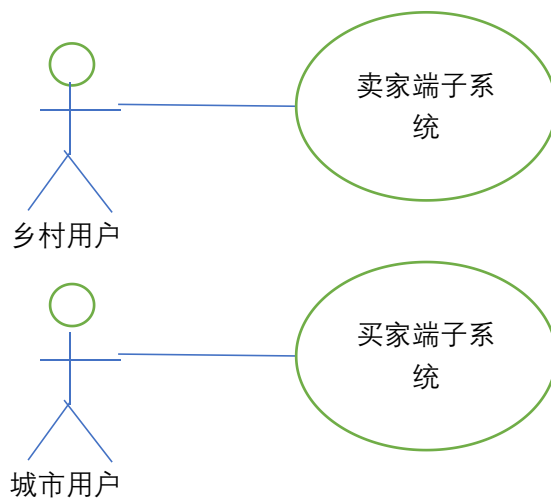 卖家端子系
统
乡村用户
买家端子系
统
城市用户